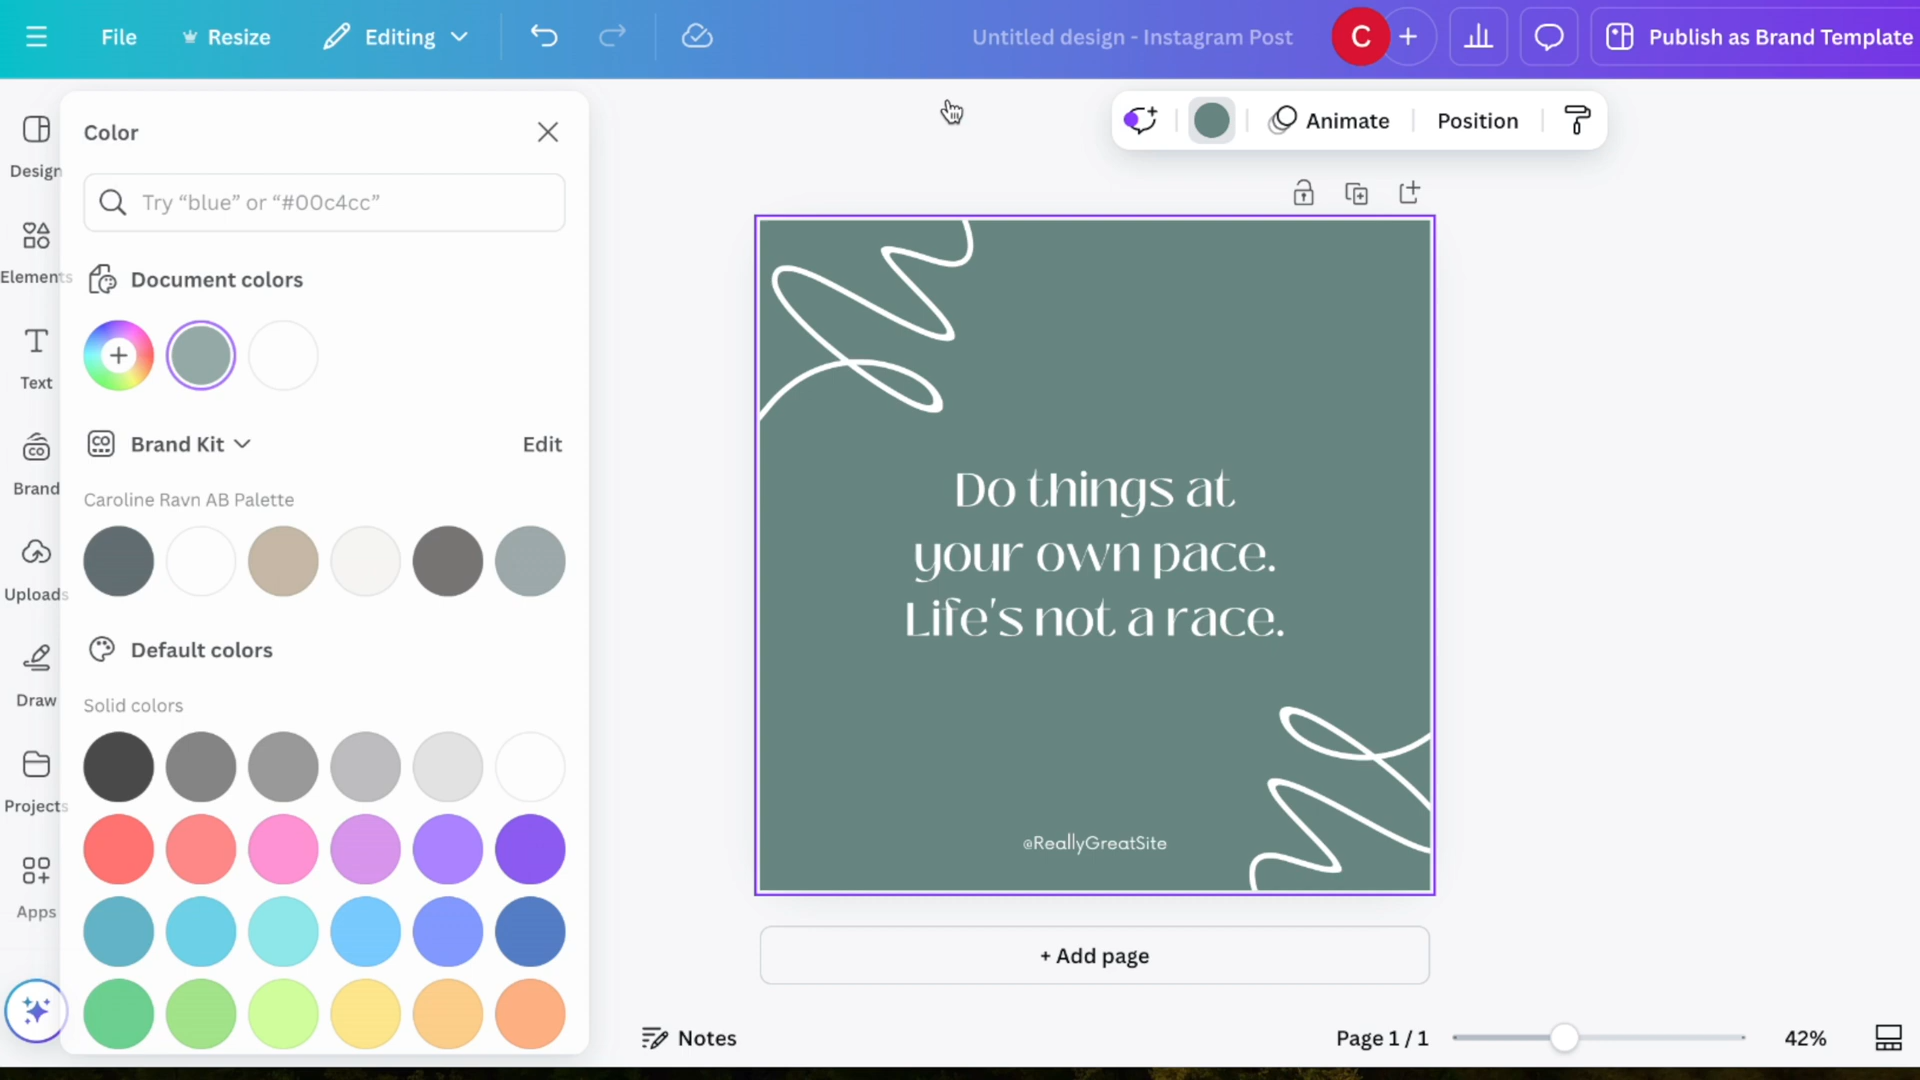 File
Resize
Editing
Untitled design - Instagram Post
C
Publish as Brand Template
Design
Elements
Text
Brand
Uploads
Draw
Projects
Apps
Color
Try “blue” or “#00c4cc”
Document colors
Brand Kit
Edit
Caroline Ravn AB Palette
Default colors
Solid colors
Animate
Position
Do things at
your own pace.
Life's not a race.
@ReallyGreatSite
+ Add page
Notes
Page 1 / 1
42%